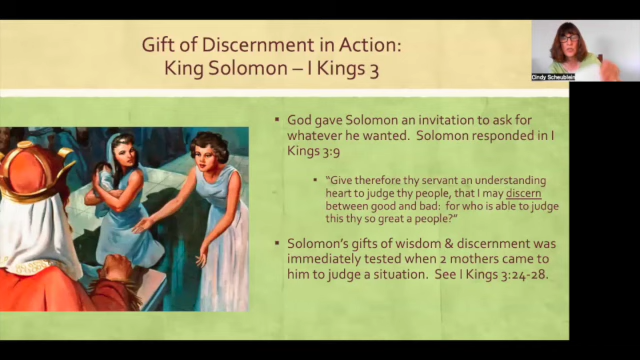 Gift of Discernment in Action:
King Solomon – I Kings 3
Cindy Scheublein
▪ God gave Solomon an invitation to ask for
whatever he wanted. Solomon responded in I
Kings 3:9
▪ "Give therefore thy servant an understanding
heart to judge thy people, that I may discern
between good and bad: for who is able to judge
this thy so great a people?"
▪ Solomon's gifts of wisdom & discernment was
immediately tested when 2 mothers came to
him to judge a situation. See I Kings 3:24-28.